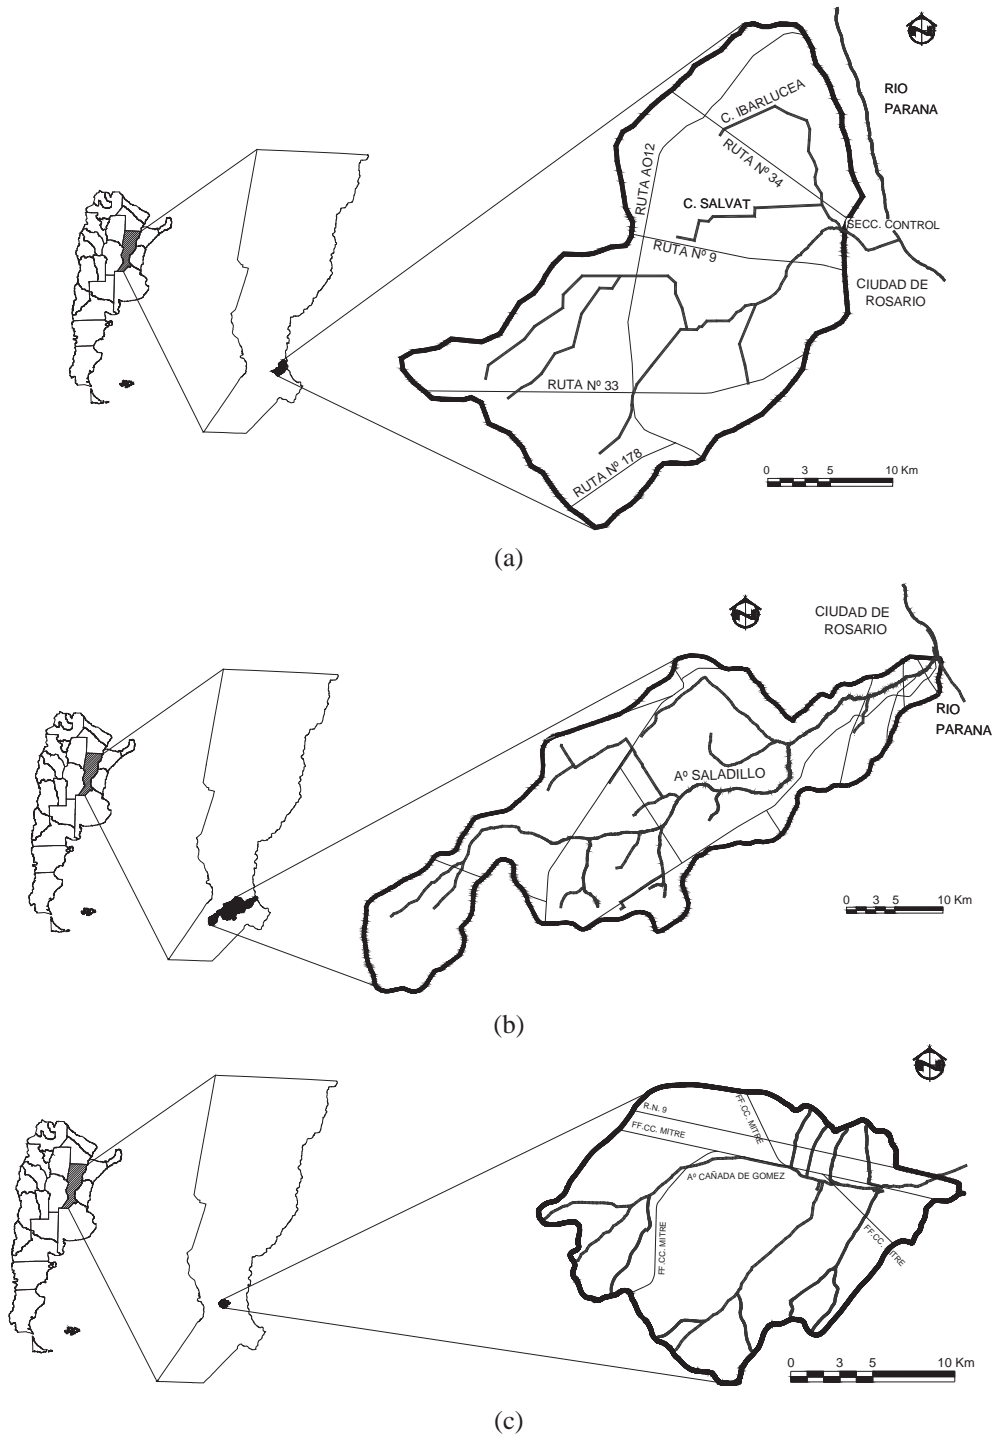 RIO
PARANA
C. IBARLUCEA
RUTA Nº 34
RUTA AO12
C. SALVAT
SECC. CONTROL
RUTA Nº 9
CIUDAD DE
ROSARIO
RUTA Nº 33
RUTA Nº 178
0 3 5 10 Km
(a)
CIUDAD DE
ROSARIO
RIO
PARANA
Aº SALADILLO
0 3 5 10 Km
(b)
R.N. 9
FF.CC. MITRE
FF.CC. MITRE
Aº CAÑADA DE GOMEZ
FF.CC. MITRE
FF.CC. MITRE
0 3 5 10 Km
(c)